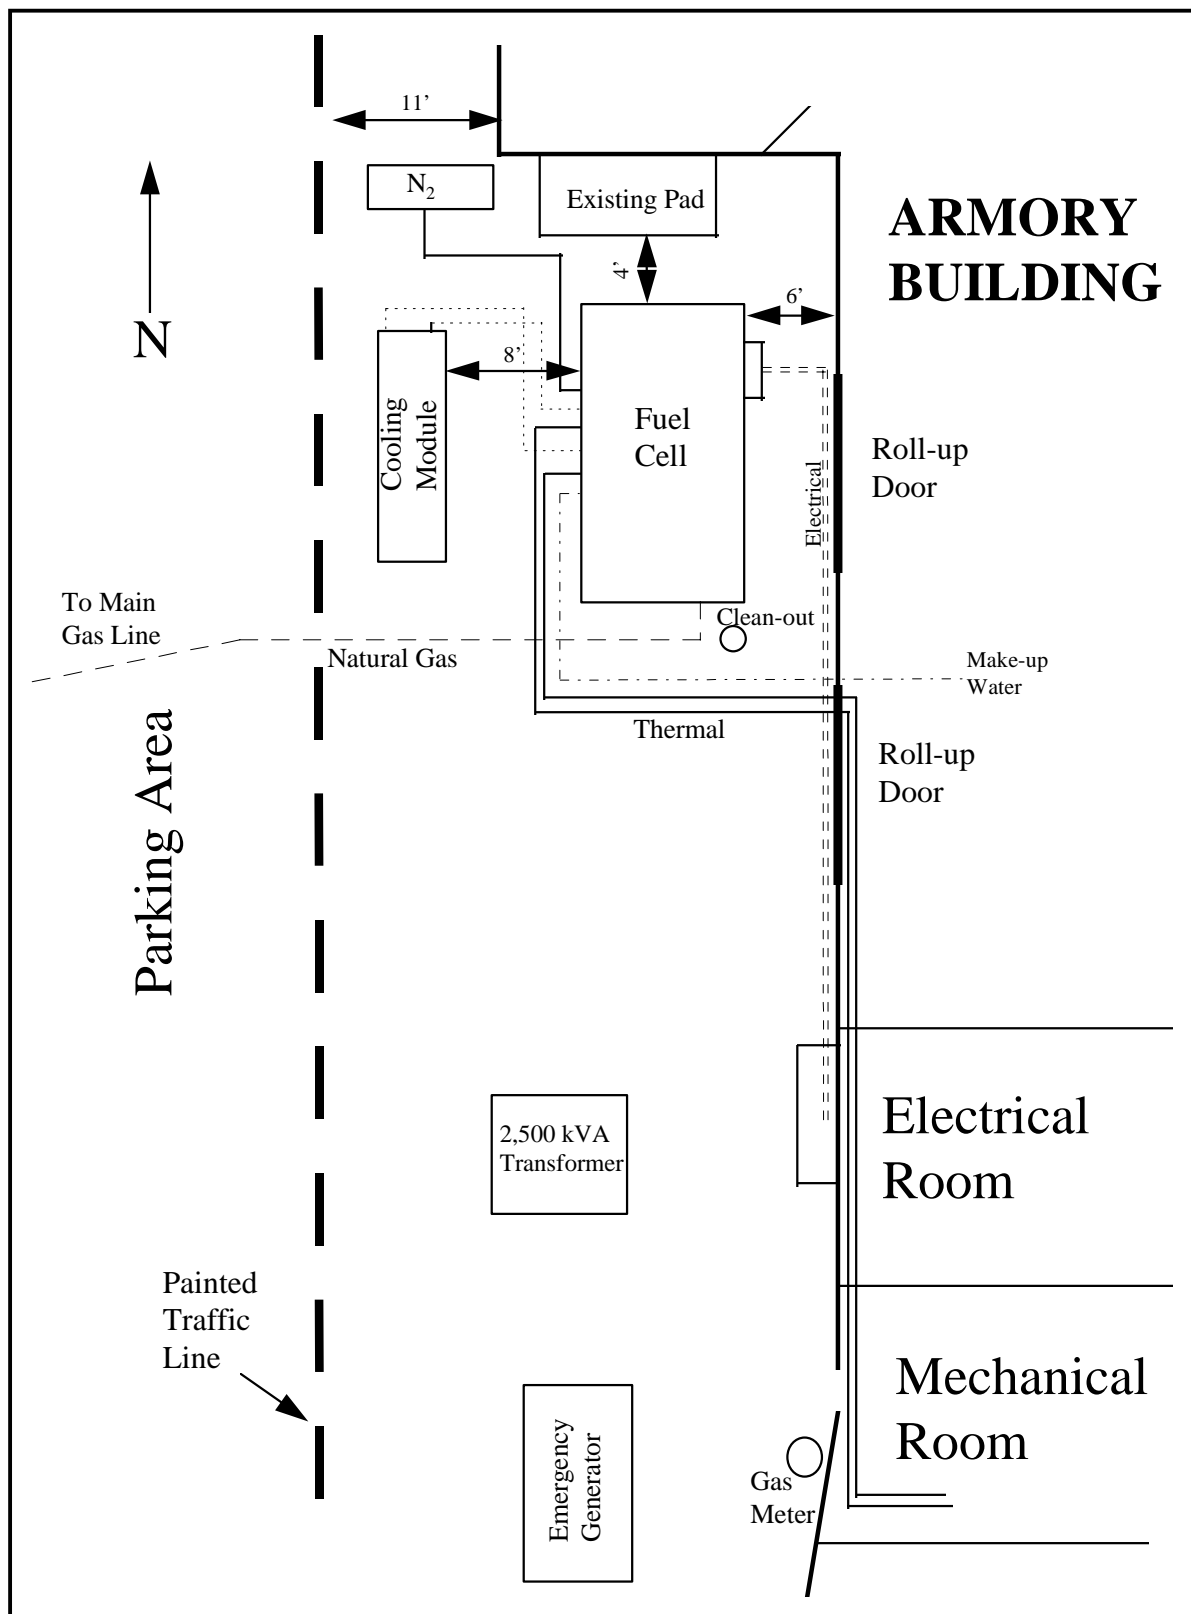 11’
N2
Existing Pad
ARMORY
BUILDING
4’
6’
N
8’
Cooling
Module
Fuel
Cell
Roll-up
Door
Electrical
To Main
Gas Line
Clean-out
Natural Gas
Make-up
Water
Thermal
Roll-up
Door
Parking Area
Electrical
Room
2,500 kVA
Transformer
Painted
Traffic
Line
Mechanical
Room
Emergency
Generator
Gas
Meter